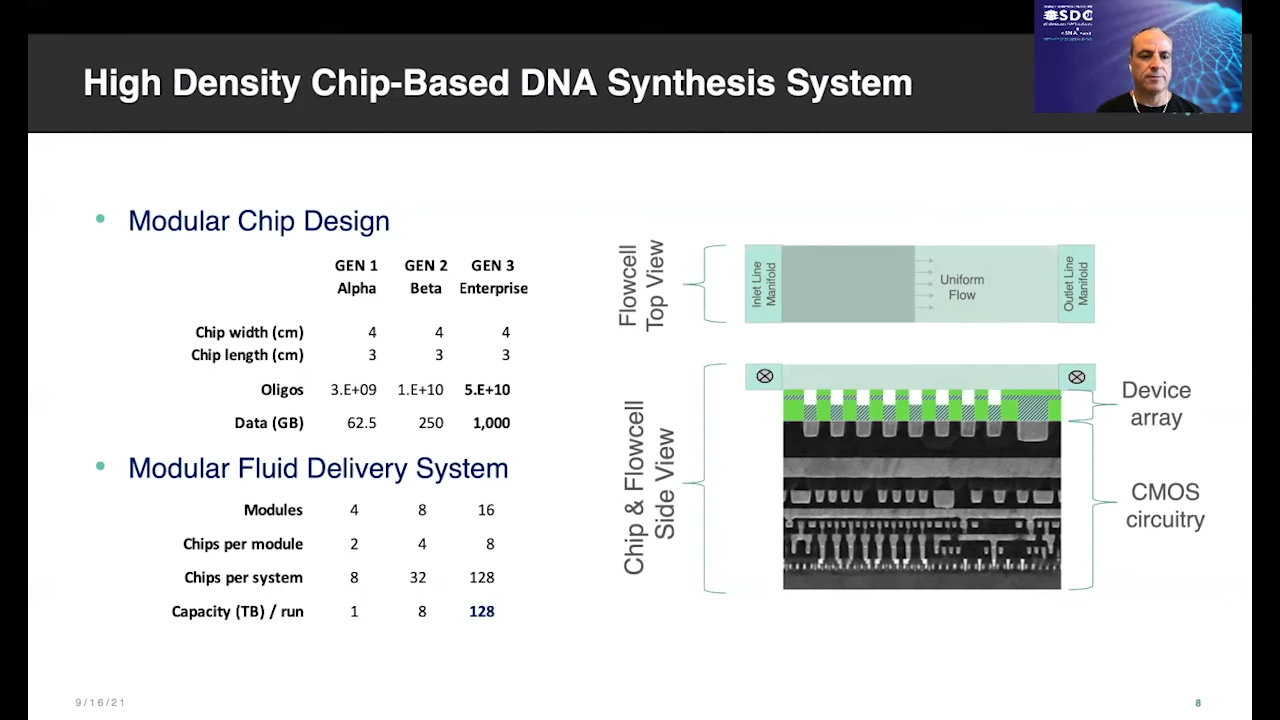 SDC
High Density Chip-Based DNA Synthesis System
• Modular Chip Design
GEN 1 GEN 2 GEN 3
Alpha Beta Enterprise
Chip width (cm) 4 4 4
Chip length (cm) 3 3 3
Oligos 3.E+09 1.E+10 5.E+10
Data (GB) 62.5 250 1,000
• Modular Fluid Delivery System
Modules 4 8 16
Chips per module 2 4 8
Chips per system 8 32 128
Capacity (TB) / run 1 8 128
Flowcell
Top View
Inlet Line
Manifold
Uniform
Flow
Outlet Line
Manifold
Chip & Flowcell
Side View
Device
array
CMOS
circuitry
9/16/21
8